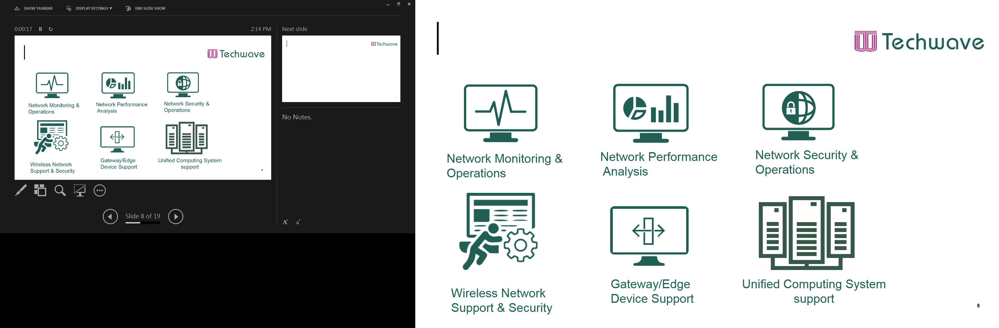 SHOW TASKBAR
DISPLAY SETTINGS
END SLIDE SHOW
0:00:17
2:14 PM
Techwave
Network Monitoring &
Operations
Network Performance
Analysis
Network Security &
Operations
Wireless Network
Support & Security
Gateway/Edge
Device Support
Unified Computing System
support
8
Slide 8 of 19
Next slide
Techwave
No Notes.
A
A
Techwave
Network Monitoring &
Operations
Network Performance
Analysis
Network Security &
Operations
Wireless Network
Support & Security
Gateway/Edge
Device Support
Unified Computing System
support
8